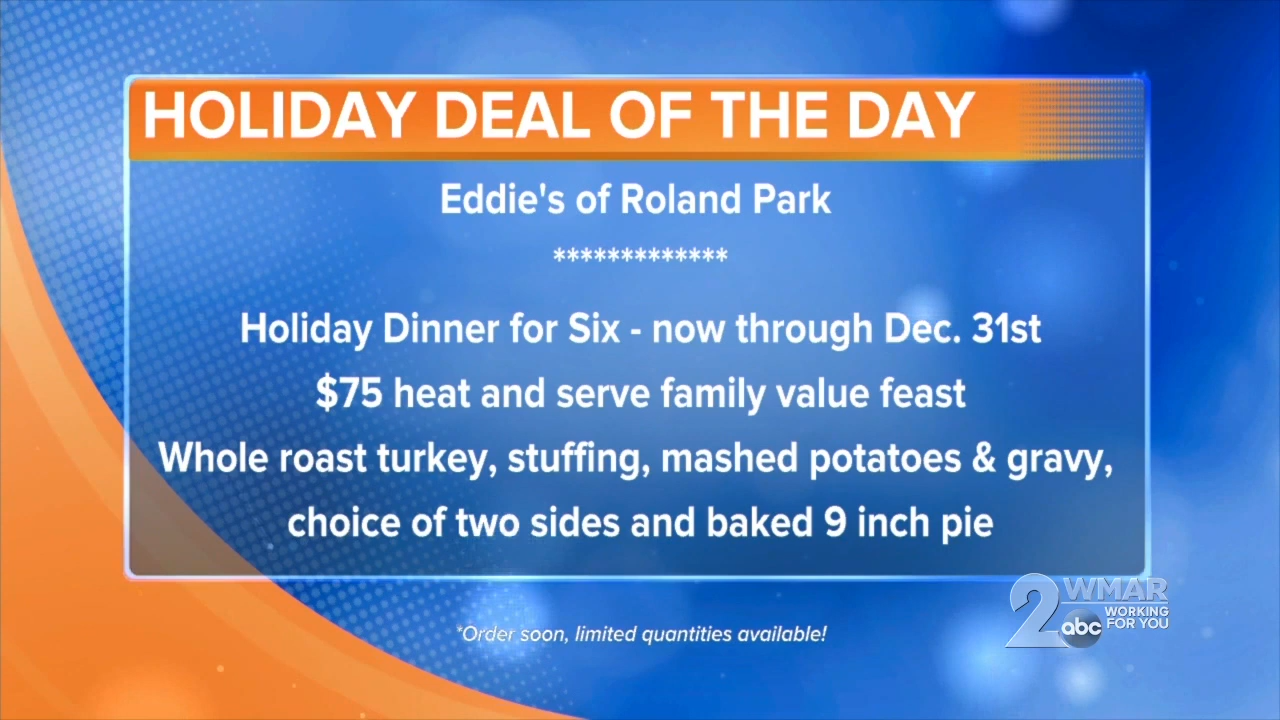 HOLIDAY DEAL OF THE DAY
Eddie's of Roland Park
*************
Holiday Dinner for Six - now through Dec. 31st
$75 heat and serve family value feast
Whole roast turkey, stuffing, mashed potatoes & gravy,
choice of two sides and baked 9 inch pie
*Order soon, limited quantities available!
2 WMAR
abc
WORKING
FOR YOU